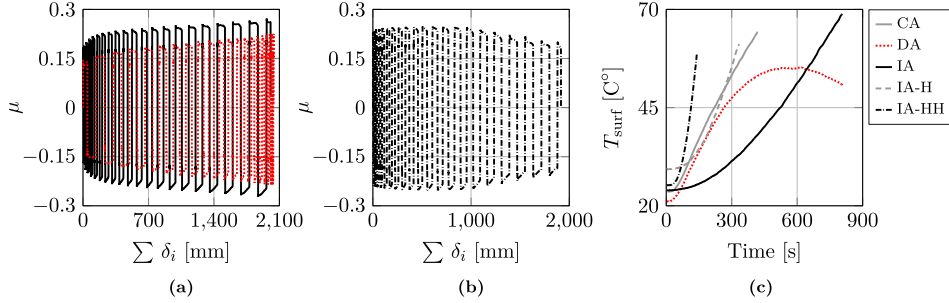 0.3
0.15
0
−0.15
−0.3
μ
0
700
1,400
2,100
∑ δi [mm]
(a)
0.3
0.15
0
−0.15
−0.3
μ
0
1,000
2,000
∑ δi [mm]
(b)
70
45
20
Tsurf [C°]
0
300
600
900
Time [s]
(c)
CA
DA
IA
IA-H
IA-HH